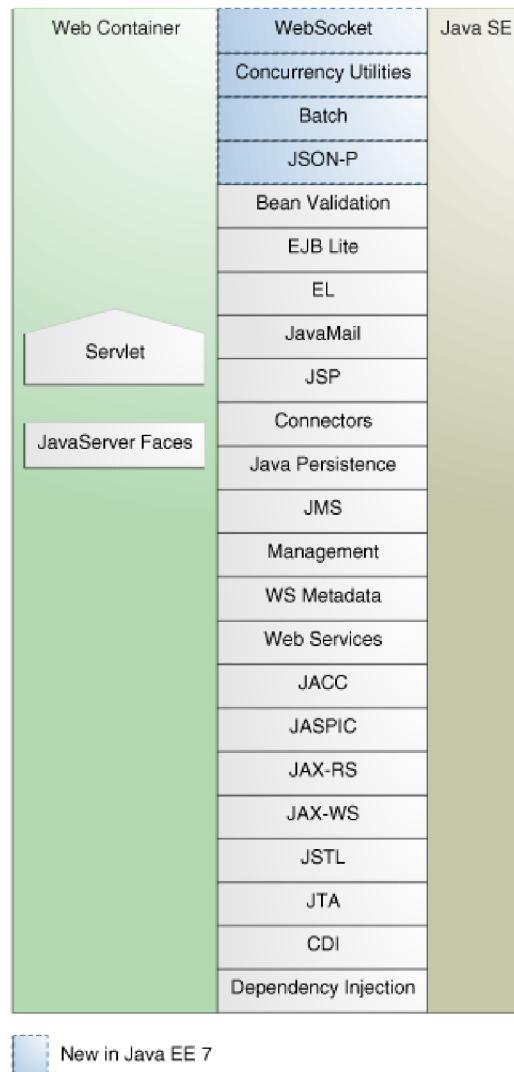 Web Container
WebSocket
Java SE
Concurrency Utilities
Batch
JSON-P
Bean Validation
EJB Lite
EL
JavaMail
Servlet
JSP
Connectors
JavaServer Faces
Java Persistence
JMS
Management
WS Metadata
Web Services
JACC
JASPIC
JAX-RS
JAX-WS
JSTL
JTA
CDI
Dependency Injection
New in Java EE 7